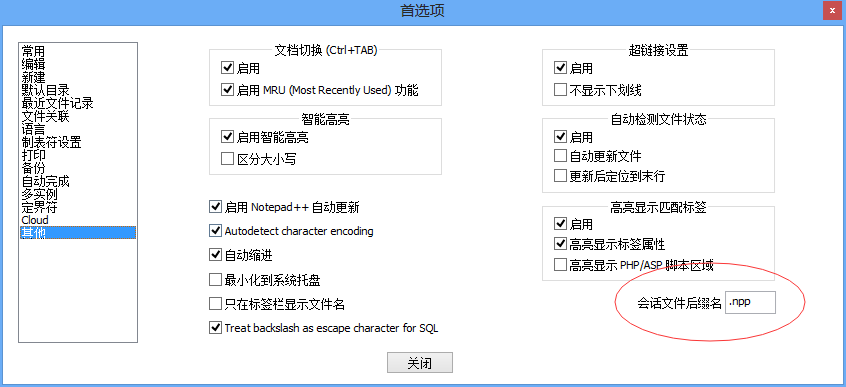 首选项
x
常用
编辑
新建
默认目录
最近文件记录
文件关联
语言
制表符设置
打印
备份
自动完成
多实例
定界符
Cloud
其他
文档切换 (Ctrl+TAB)
启用
启用 MRU (Most Recently Used) 功能
智能高亮
启用智能高亮
区分大小写
启用 Notepad++ 自动更新
Autodetect character encoding
自动缩进
最小化到系统托盘
只在标签栏显示文件名
Treat backslash as escape character for SQL
超链接设置
启用
不显示下划线
自动检测文件状态
启用
自动更新文件
更新后定位到末行
高亮显示匹配标签
启用
高亮显示标签属性
高亮显示 PHP/ASP 脚本区域
会话文件后缀名 .npp
关闭